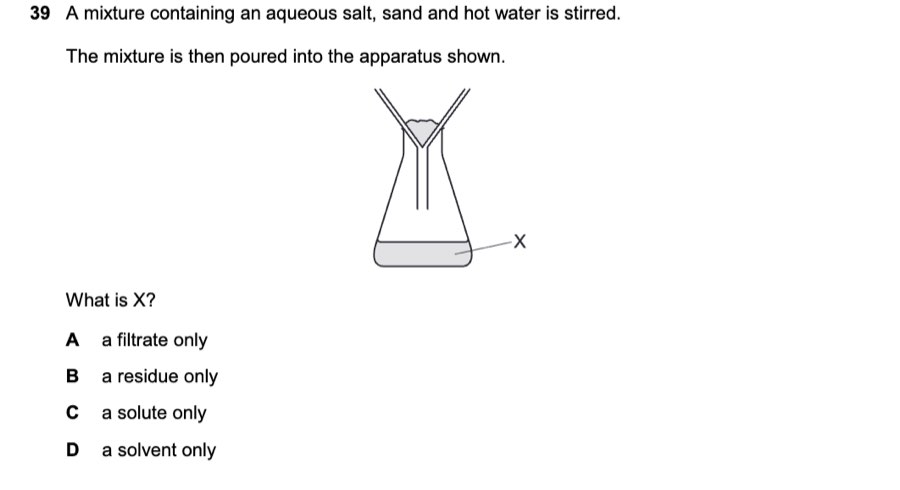 39 A mixture containing an aqueous salt, sand and hot water is stirred.
The mixture is then poured into the apparatus shown.
X
What is X?
A a filtrate only
B a residue only
C a solute only
D a solvent only